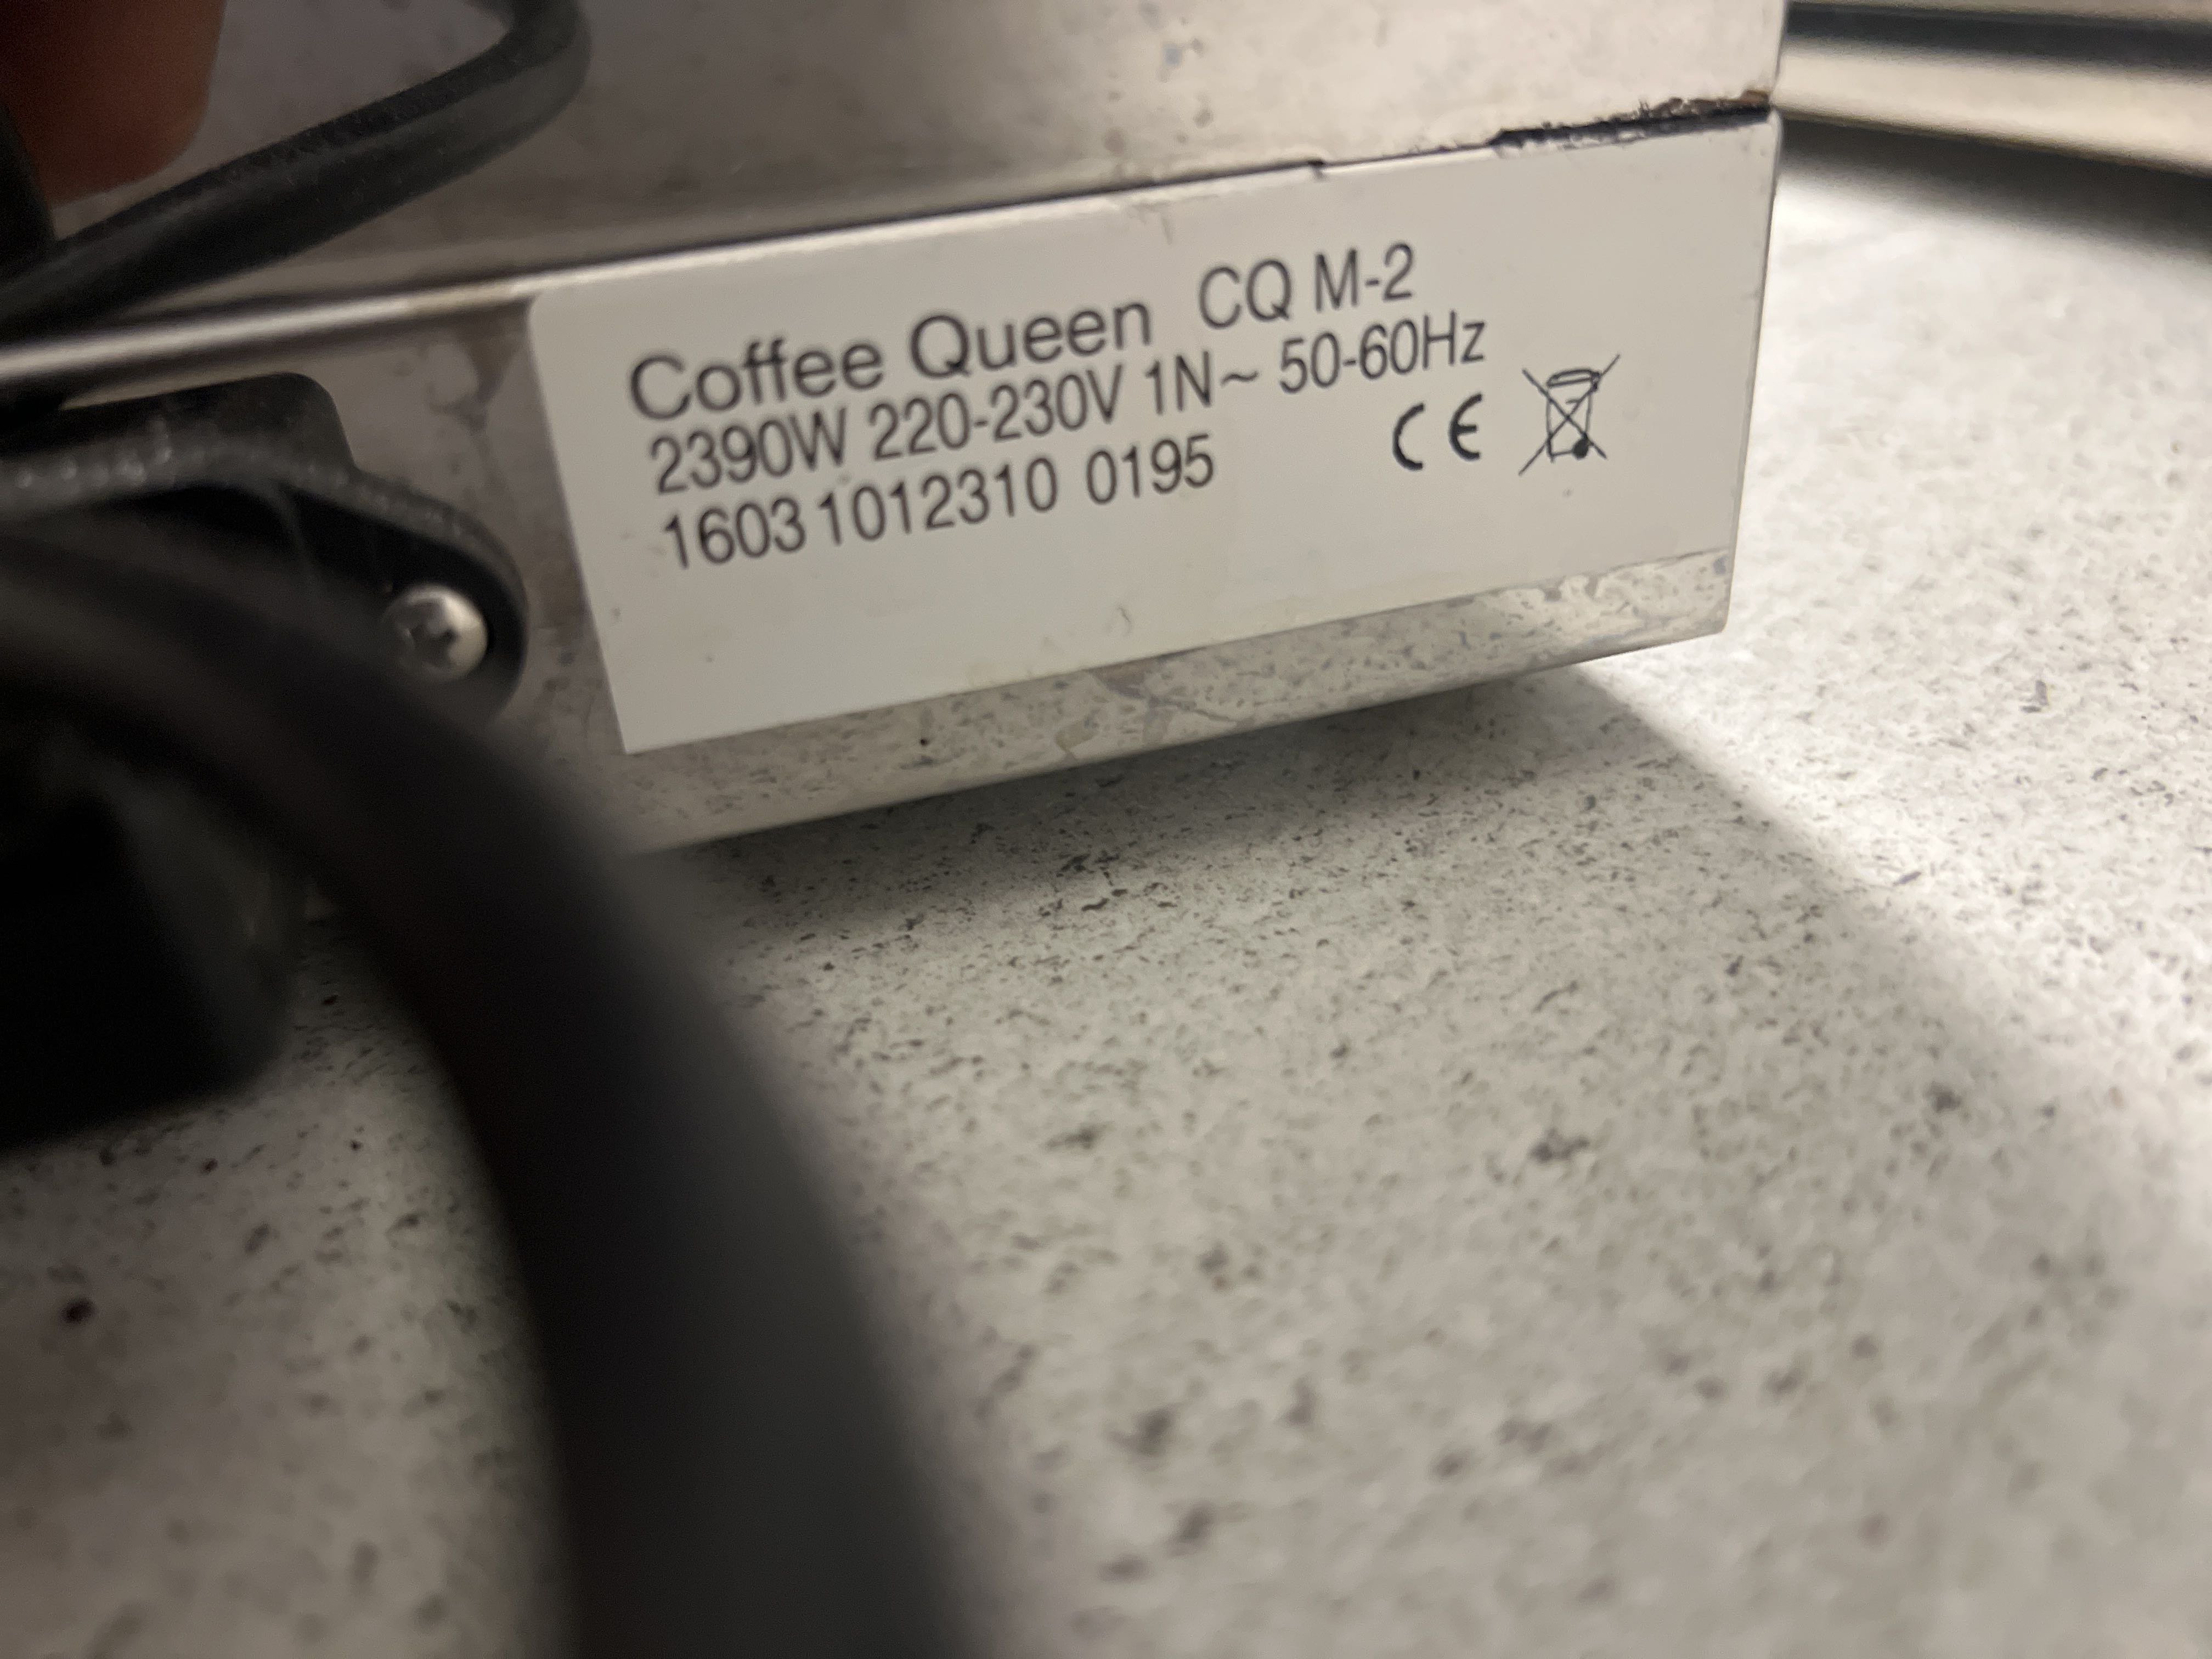 Coffee Queen CQ M-2
2390W 220-230V 1N~ 50-60Hz
1603 1012310 0195
CE